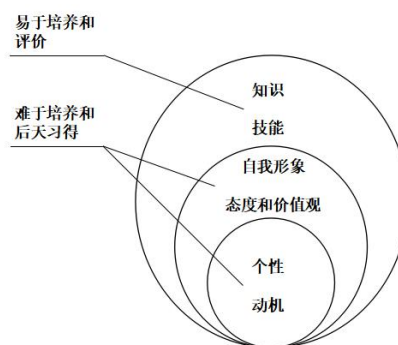 易于培养和
评价
难于培养和
后天习得
知识
技能
自我形象
态度和价值观
个性
动机